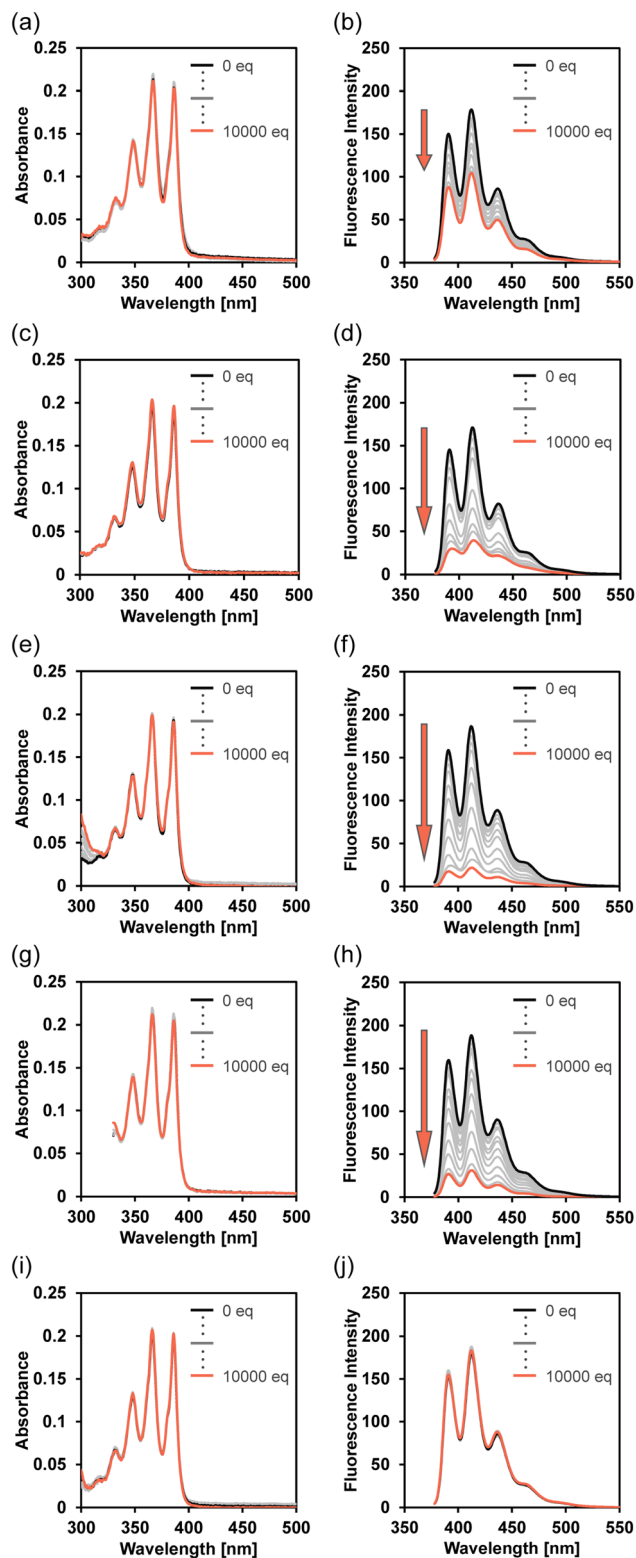 (a)
0.25
0.2
0.15
0.1
0.05
0
Absorbance
0 eq
10000 eq
300 350 400 450 500
Wavelength [nm]
(b)
250
200
150
100
50
0
Fluorescence Intensity
0 eq
10000 eq
350 400 450 500 550
Wavelength [nm]
(c)
0.25
0.2
0.15
0.1
0.05
0
Absorbance
0 eq
10000 eq
300 350 400 450 500
Wavelength [nm]
(d)
250
200
150
100
50
0
Fluorescence Intensity
0 eq
10000 eq
350 400 450 500 550
Wavelength [nm]
(e)
0.25
0.2
0.15
0.1
0.05
0
Absorbance
0 eq
10000 eq
300 350 400 450 500
Wavelength [nm]
(f)
250
200
150
100
50
0
Fluorescence Intensity
0 eq
10000 eq
350 400 450 500 550
Wavelength [nm]
(g)
0.25
0.2
0.15
0.1
0.05
0
Absorbance
0 eq
10000 eq
300 350 400 450 500
Wavelength [nm]
(h)
250
200
150
100
50
0
Fluorescence Intensity
0 eq
10000 eq
350 400 450 500 550
Wavelength [nm]
(i)
0.25
0.2
0.15
0.1
0.05
0
Absorbance
0 eq
10000 eq
300 350 400 450 500
Wavelength [nm]
(j)
250
200
150
100
50
0
Fluorescence Intensity
0 eq
10000 eq
350 400 450 500 550
Wavelength [nm]